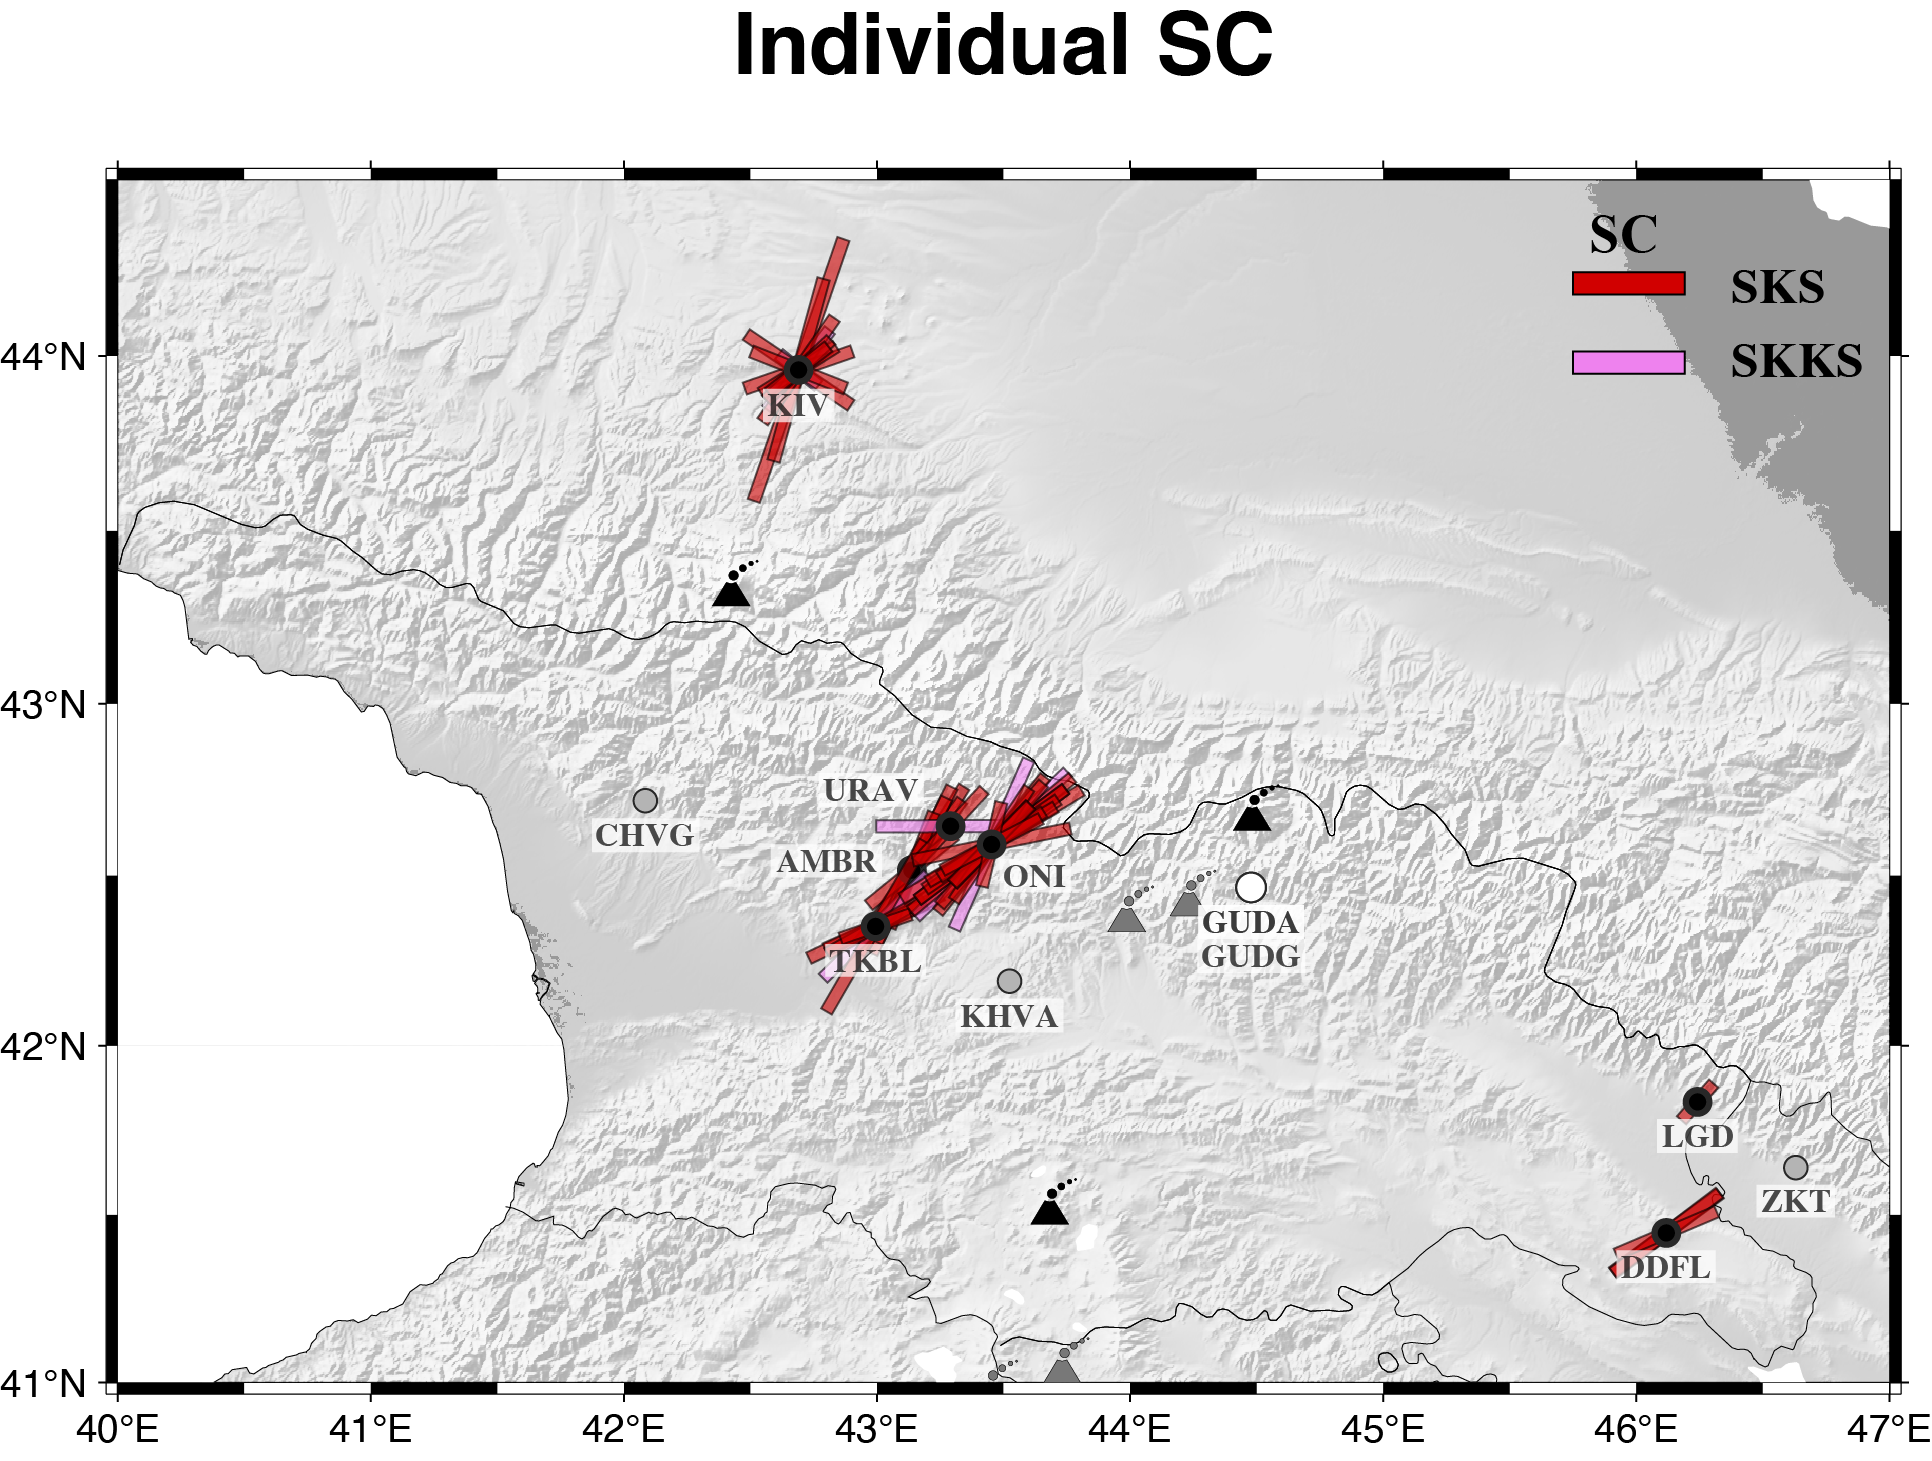 Individual SC
SC
SKS
SKKS
44°N
43°N
42°N
41°N
KIV
URAV
CHVG
AMBR
ONI
GUDA
GUDG
TKBL
KHVA
LGD
ZKT
DDFL
40°E 41°E 42°E 43°E 44°E 45°E 46°E 47°E